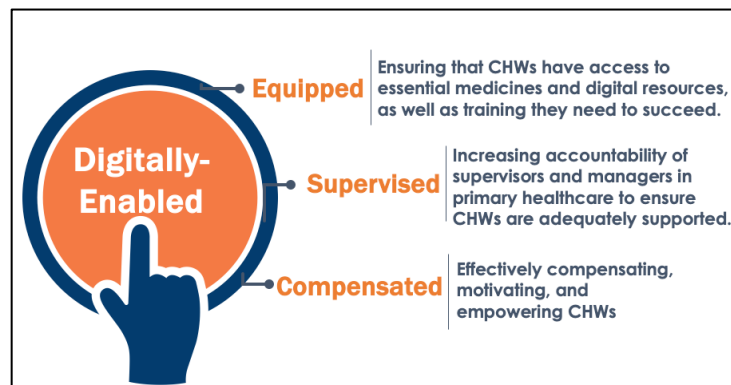 Digitally-
Enabled
Equipped
Ensuring that CHWs have access to
essential medicines and digital resources,
as well as training they need to succeed.
Supervised
Increasing accountability of
supervisors and managers in
primary healthcare to ensure
CHWs are adequately supported.
Compensated
Effectively compensating,
motivating, and
empowering CHWs